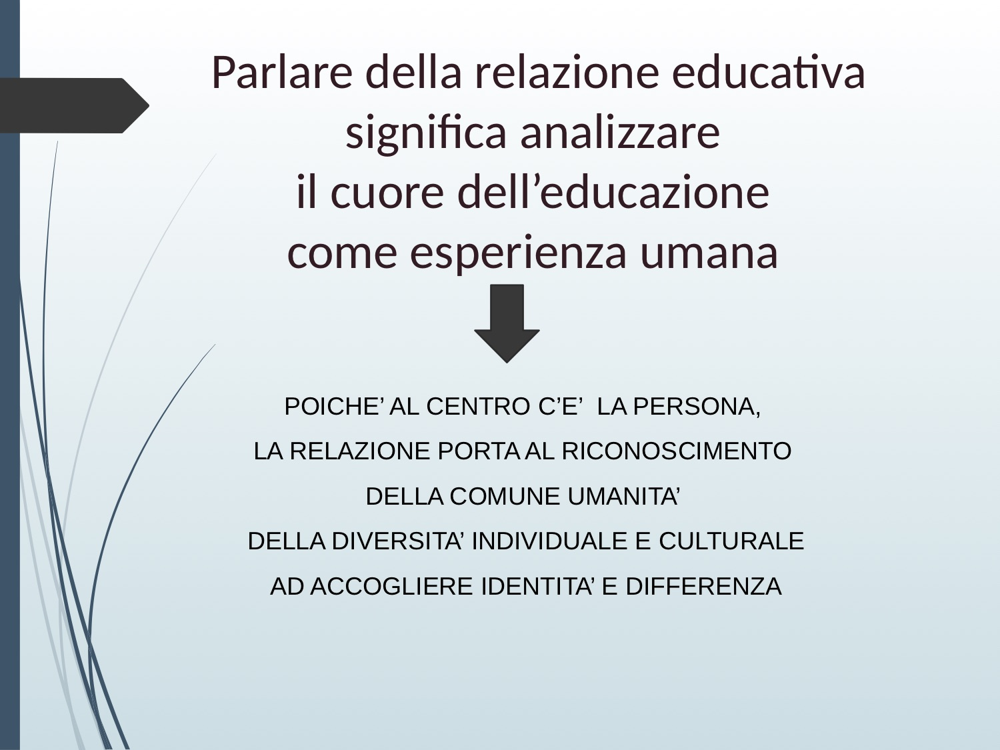 Parlare della relazione educativa
significa analizzare
il cuore dell’educazione
come esperienza umana
POICHE’ AL CENTRO C’E’  LA PERSONA,
LA RELAZIONE PORTA AL RICONOSCIMENTO
DELLA COMUNE UMANITA’
DELLA DIVERSITA’ INDIVIDUALE E CULTURALE
AD ACCOGLIERE IDENTITA’ E DIFFERENZA